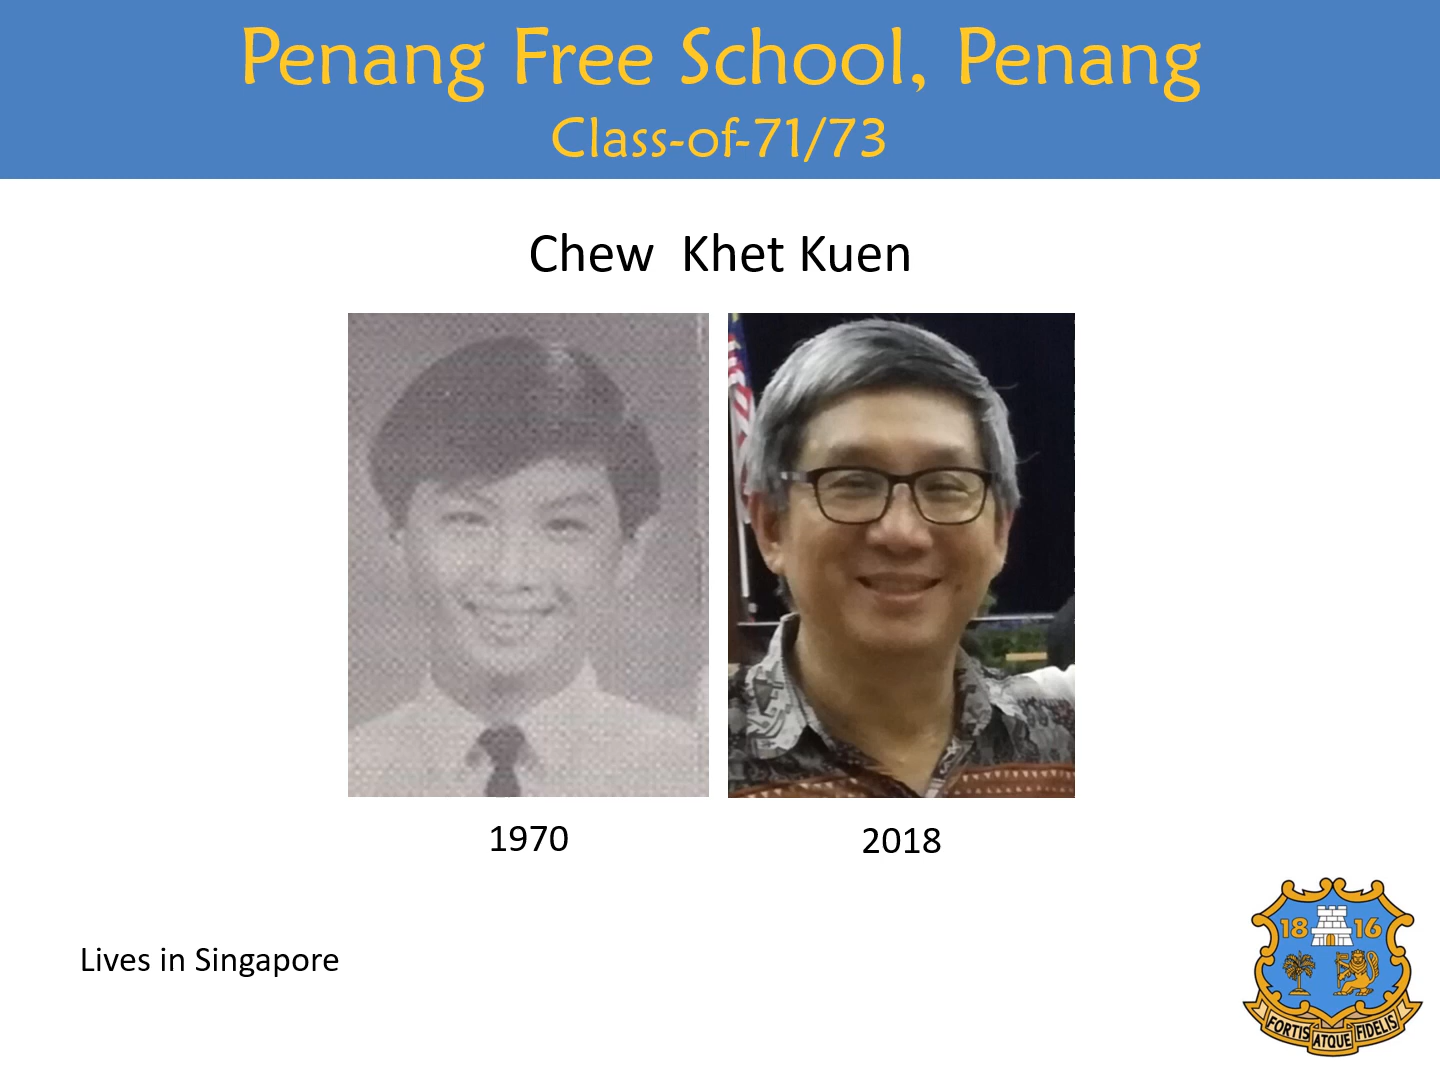 Penang Free School, Penang
Class-of-71/73
Chew  Khet Kuen
1970
2018
Lives in Singapore
18 16
FORTIS ATQUE FIDELIS